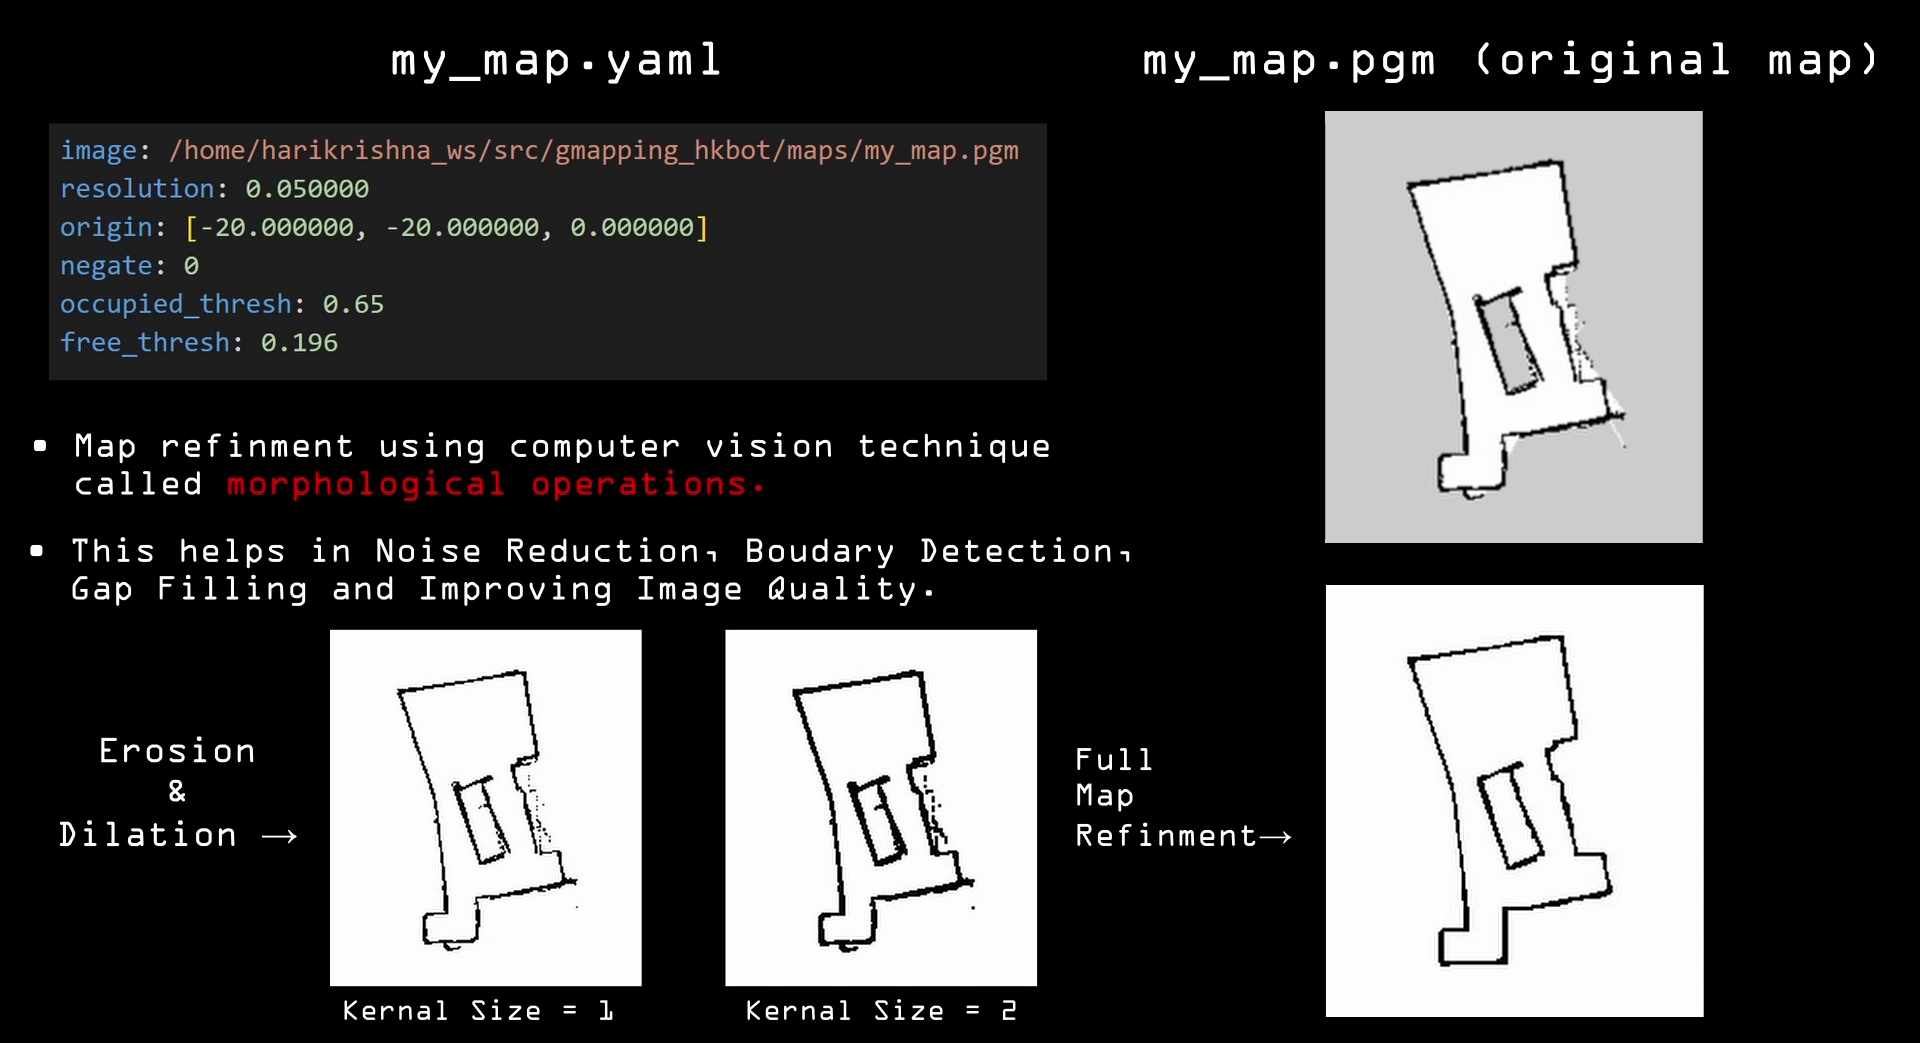 my_map.yaml
my_map.pgm (original map)
image: /home/harikrishna_ws/src/gmapping_hkbot/maps/my_map.pgm
resolution: 0.050000
origin: [-20.000000, -20.000000, 0.000000]
negate: 0
occupied_thresh: 0.65
free_thresh: 0.196
▪ Map refinment using computer vision technique
called morphological operations.
▪ This helps in Noise Reduction, Boudary Detection,
Gap Filling and Improving Image Quality.
Erosion
&
Dilation →
Kernal Size = 1
Kernal Size = 2
Full
Map
Refinment→